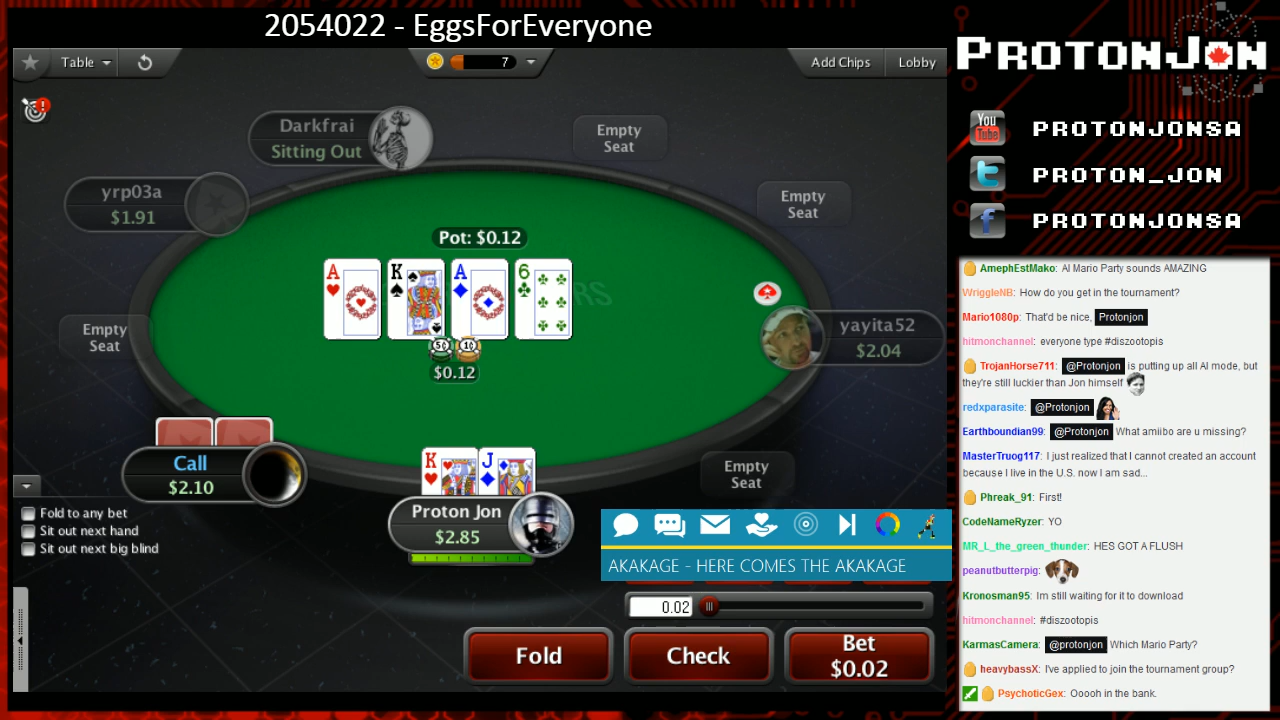 2054022 - EggsForEveryone
Table
7
Add Chips
Lobby
Darkfrai
Sitting Out
Empty
Seat
yrp03a
$1.91
Empty
Seat
Pot: $0.12
A
K
A
6
5¢
1¢
$0.12
yayita52
$2.04
Empty
Seat
Call
$2.10
K
J
Proton Jon
$2.85
Empty
Seat
Fold to any bet
Sit out next hand
Sit out next big blind
AKAKAGE - HERE COMES THE AKAKAGE
0.02
Fold
Check
Bet
$0.02
PROTONJON
You
Tube
PROTONJONSA
PROTON_JON
PROTONJONSA
AmephEstMako: AI Mario Party sounds AMAZING
WriggleNB: How do you get in the tournament?
Mario1080p: That'd be nice, Protonjon
hitmonchannel: everyone type #diszootopis
TrojanHorse711: @Protonjon is putting up all AI mode, but
they're still luckier than Jon himself
redxparasite: @Protonjon
Earthboundian99: @Protonjon What amiibo are u missing?
MasterTruog117: I just realized that I cannot created an account
because I live in the U.S. now I am sad...
Phreak_91: First!
CodeNameRyzer: YO
MR_L_the_green_thunder: HES GOT A FLUSH
peanutbutterpig:
Kronosman95: Im still waiting for it to download
hitmonchannel: #diszootopis
KarmasCamera: @protonjon Which Mario Party?
heavybassX: I've applied to join the tournament group?
PsychoticGex: Ooooh in the bank.